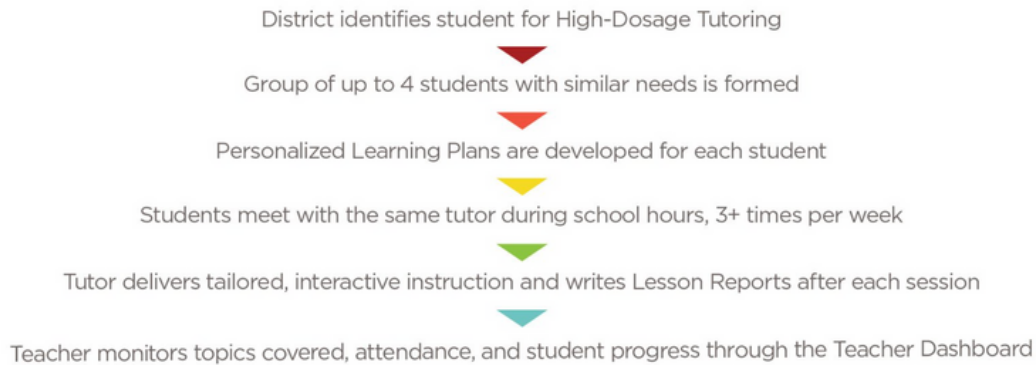 District identifies student for High-Dosage Tutoring
Group of up to 4 students with similar needs is formed
Personalized Learning Plans are developed for each student
Students meet with the same tutor during school hours, 3+ times per week
Tutor delivers tailored, interactive instruction and writes Lesson Reports after each session
Teacher monitors topics covered, attendance, and student progress through the Teacher Dashboard